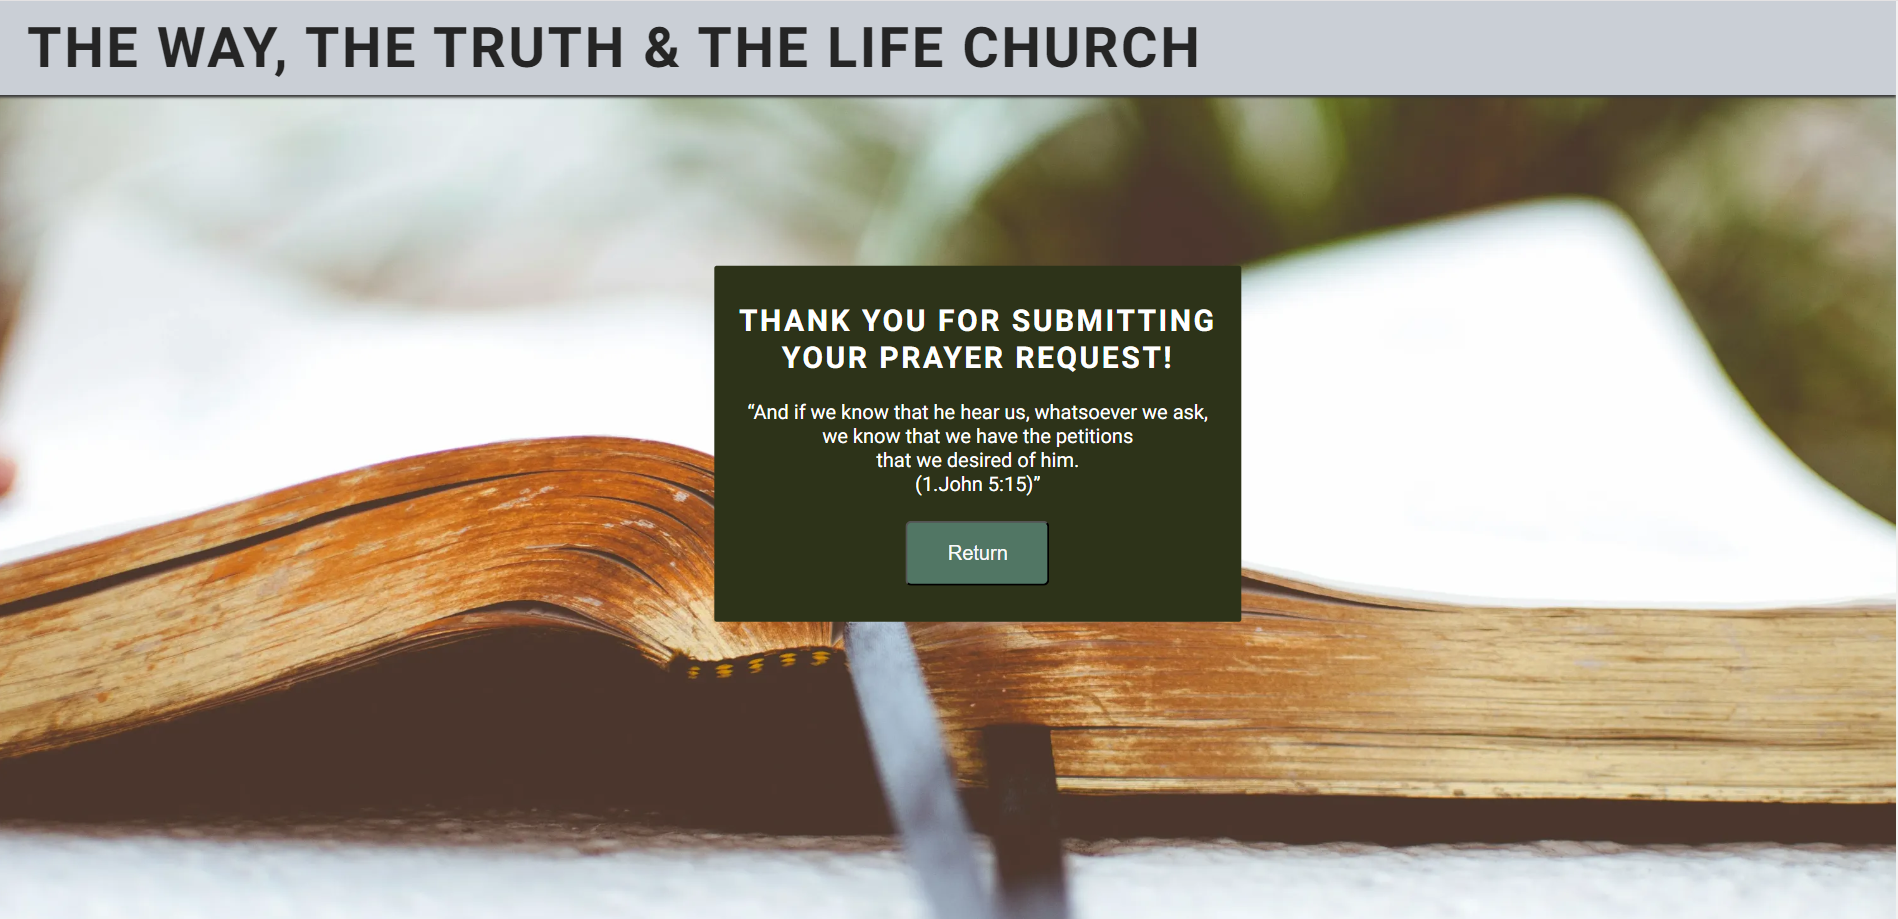 THE WAY, THE TRUTH & THE LIFE CHURCH
THANK YOU FOR SUBMITTING
YOUR PRAYER REQUEST!
“And if we know that he hear us, whatsoever we ask,
we know that we have the petitions
that we desired of him.
(1.John 5:15)”
Return